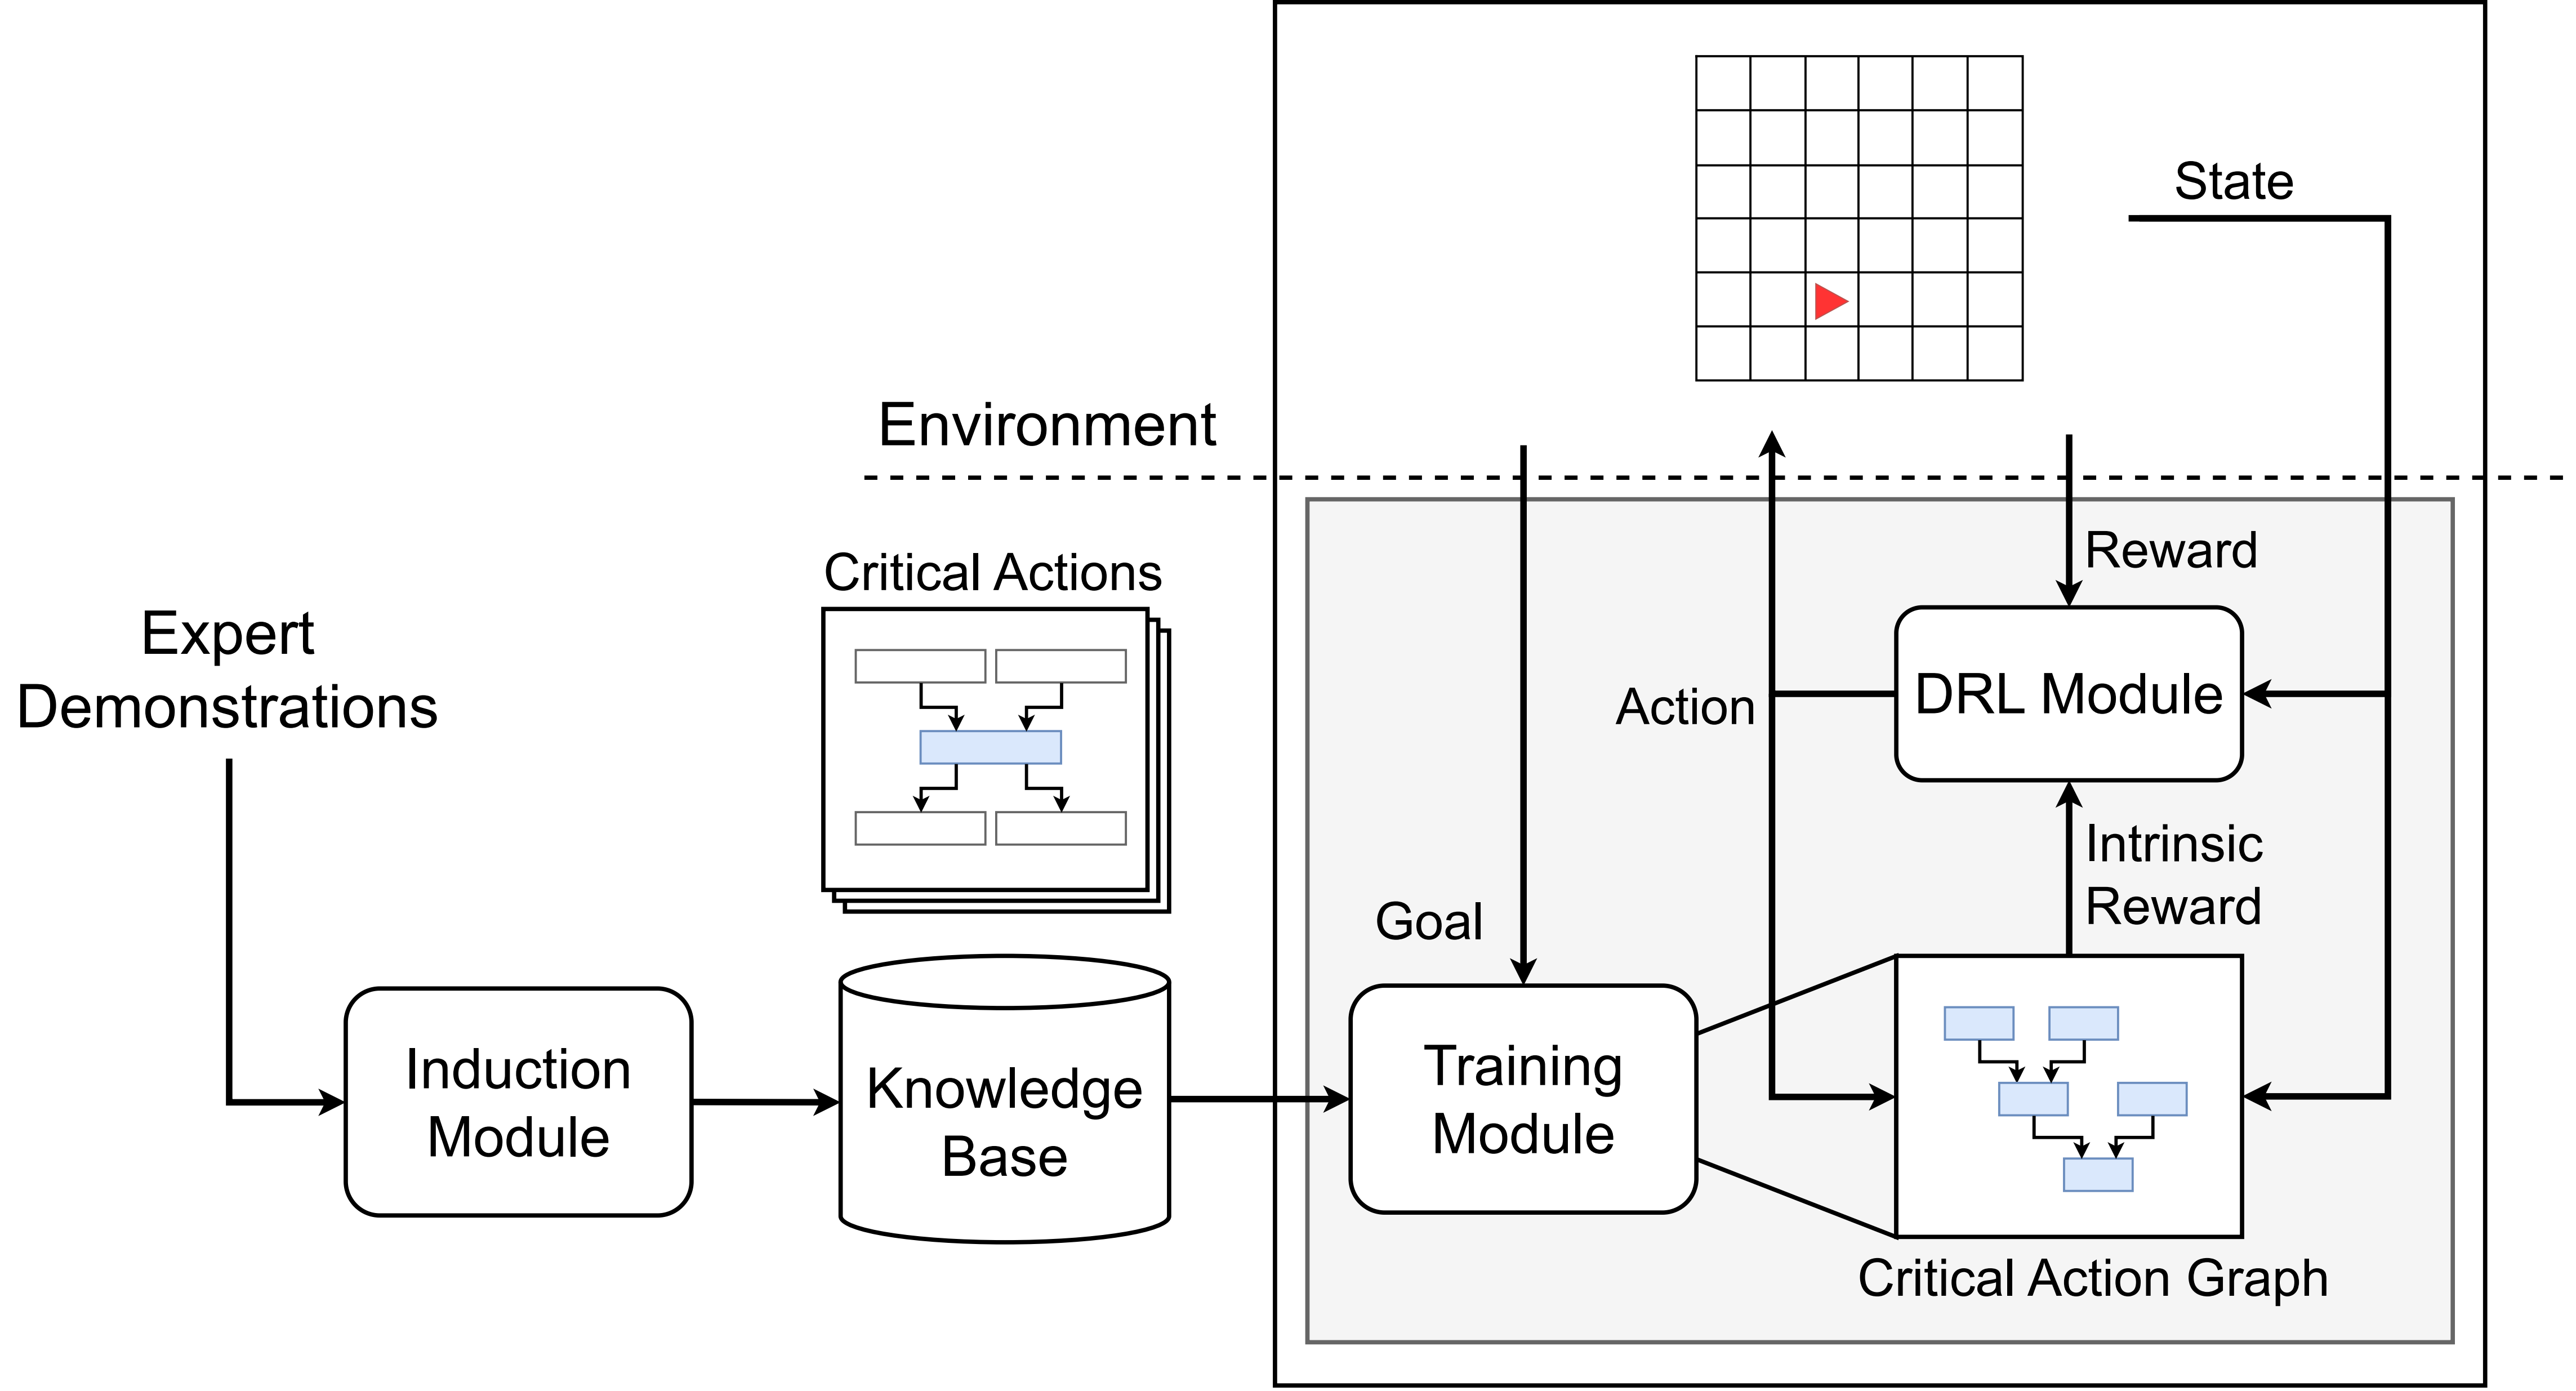 State
Environment
Reward
Critical Actions
Expert
Demonstrations
DRL Module
Action
Intrinsic
Reward
Goal
Induction
Module
Knowledge
Base
Training
Module
Critical Action Graph